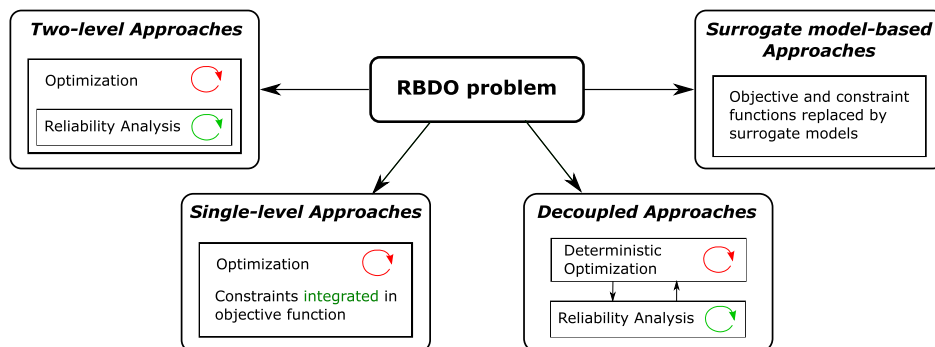 Two-level Approaches
Optimization
Reliability Analysis
RBDO problem
Surrogate model-based
Approaches
Objective and constraint
functions replaced by
surrogate models
Single-level Approaches
Optimization
Constraints integrated in
objective function
Decoupled Approaches
Deterministic
Optimization
Reliability Analysis